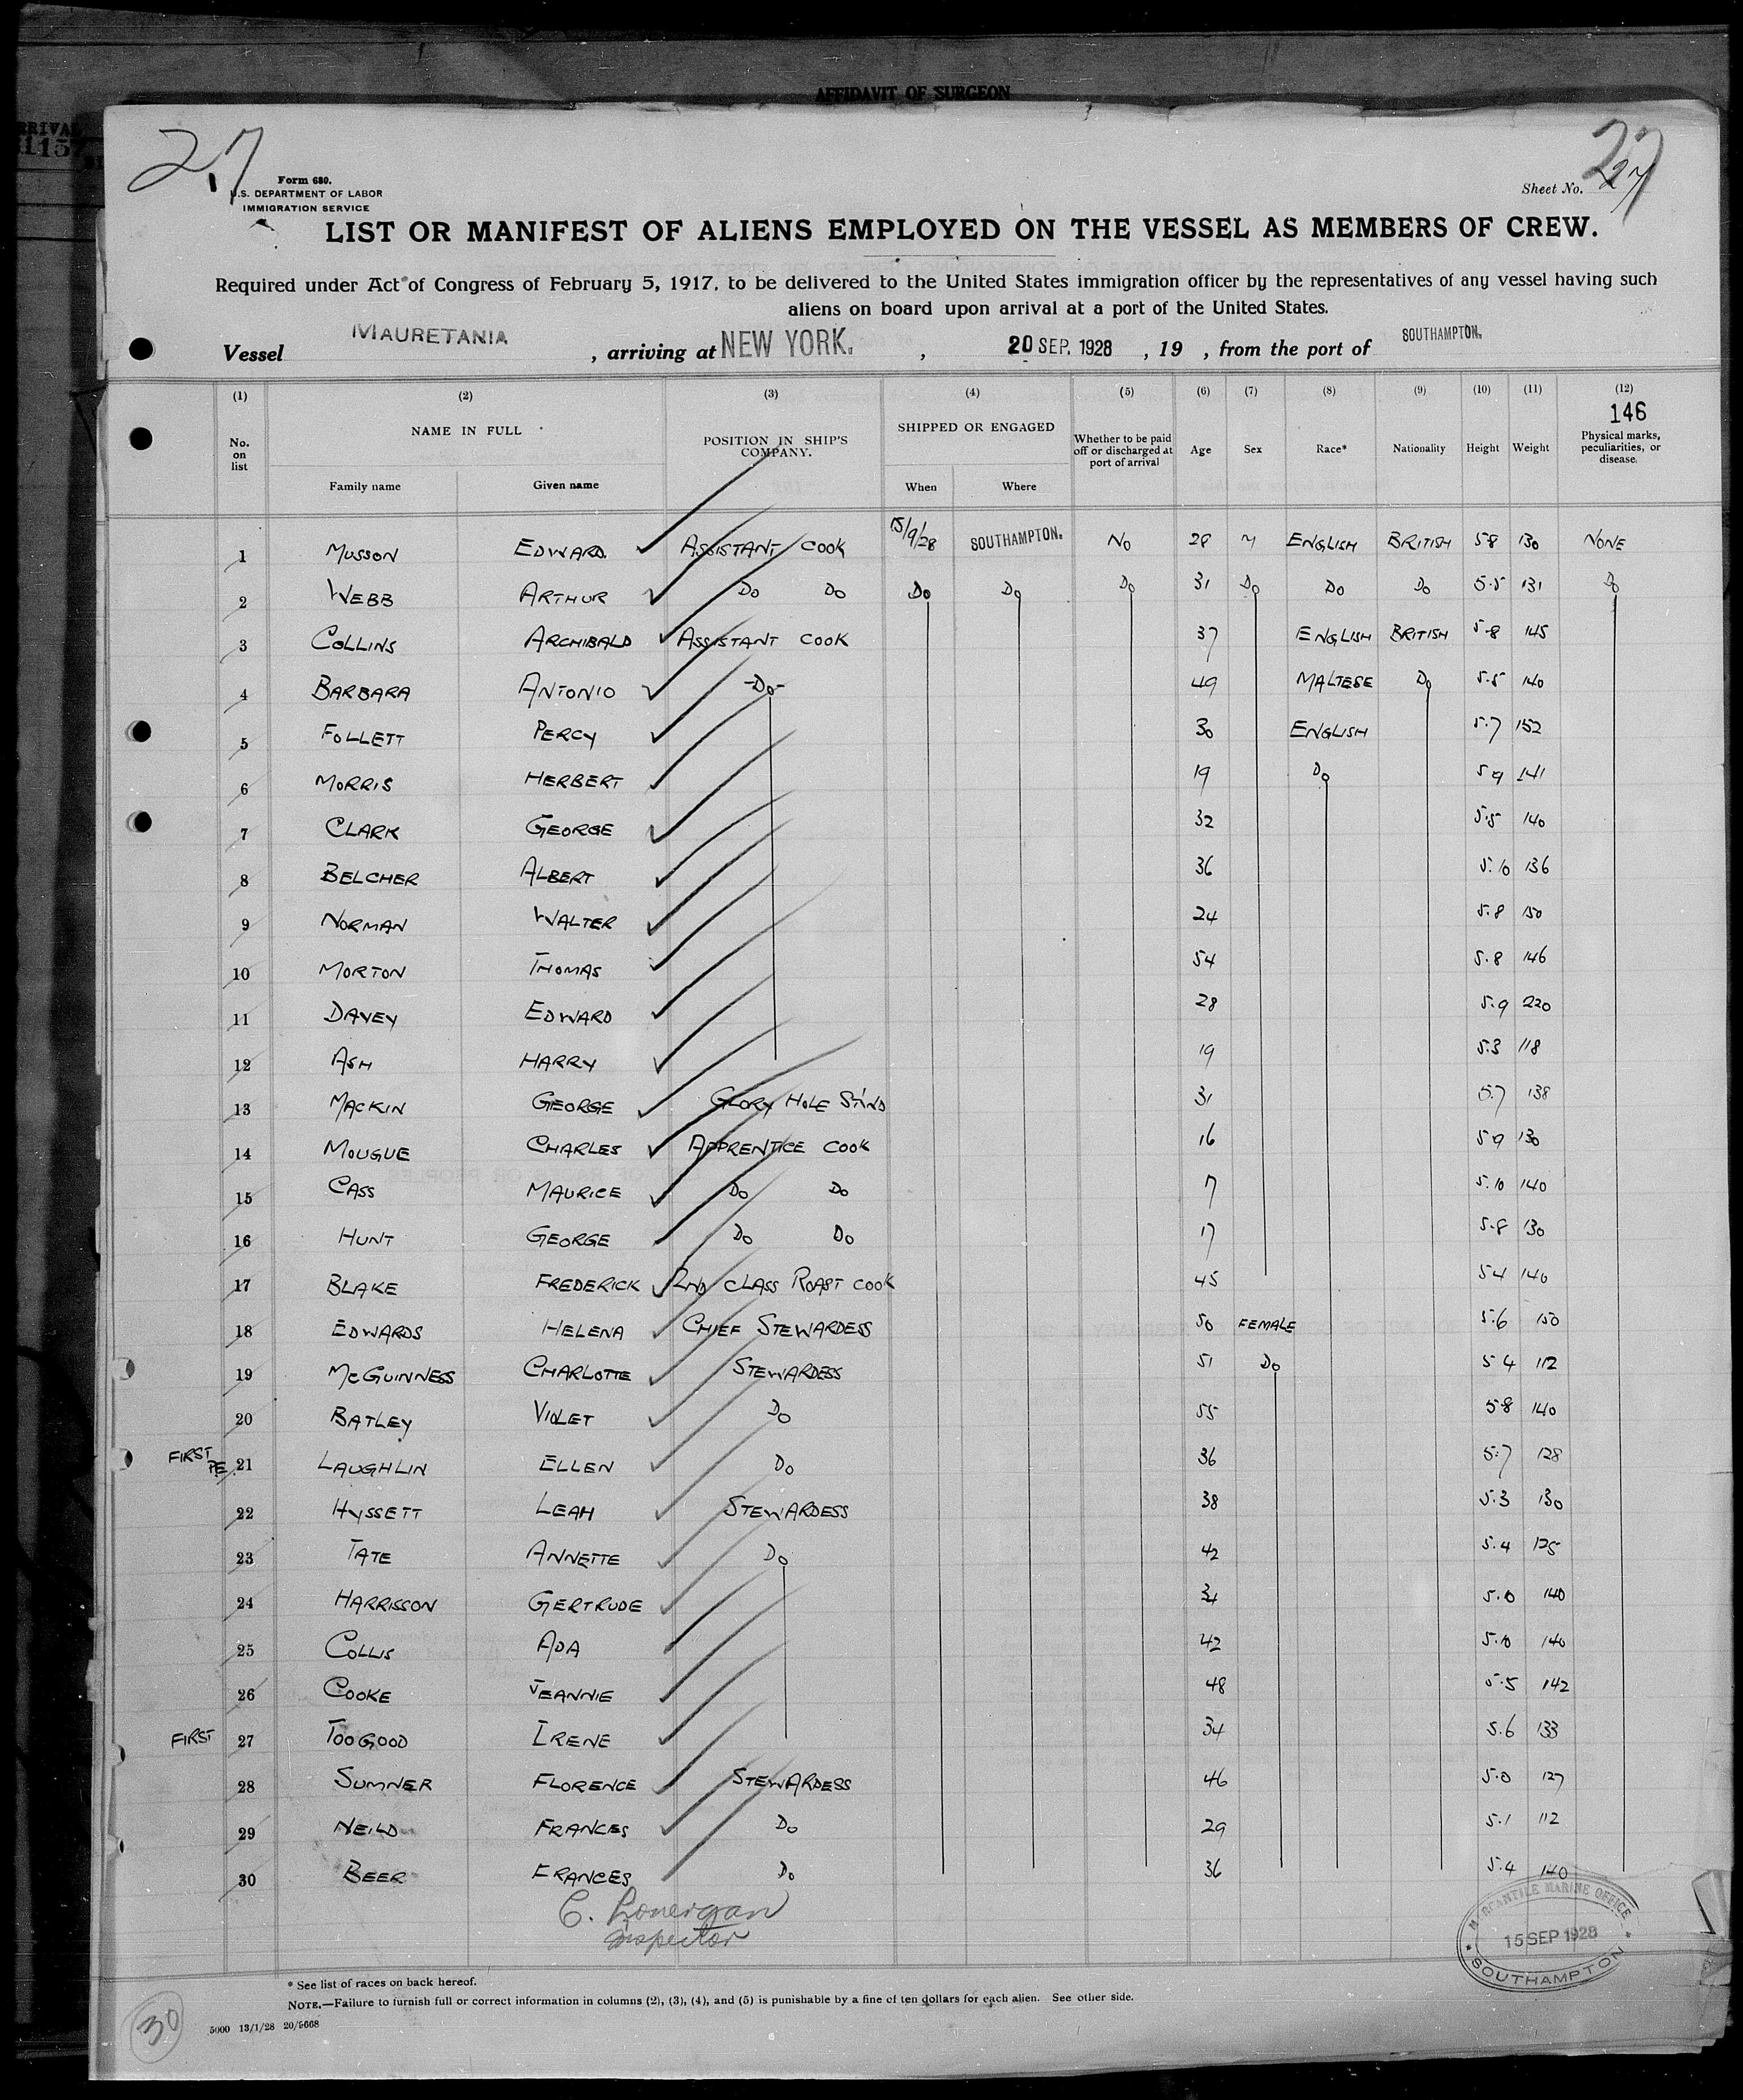 AFFIDAVIT OF SURGEON
27
27
Form 680.
U.S. DEPARTMENT OF LABOR
IMMIGRATION SERVICE
Sheet No. 27
LIST OR MANIFEST OF ALIENS EMPLOYED ON THE VESSEL AS MEMBERS OF CREW.
Required under Act of Congress of February 5, 1917, to be delivered to the United States immigration officer by the representatives of any vessel having such
aliens on board upon arrival at a port of the United States.
Vessel MAURETANIA , arriving at NEW YORK. , 20 SEP. 1928 , 19 , from the port of SOUTHAMPTON.
(1) (2) (3) (4) (5) (6) (7) (8) (9) (10) (11) (12)
146
No. on list NAME IN FULL POSITION IN SHIP'S COMPANY. SHIPPED OR ENGAGED Whether to be paid off or discharged at port of arrival Age Sex Race* Nationality Height Weight Physical marks, peculiarities, or disease.
Family name Given name When Where
1 MUSSON EDWARD ASSISTANT COOK 15/9/28 SOUTHAMPTON. NO 28 M ENGLISH BRITISH 5.8 130 NONE
2 WEBB ARTHUR DO DO DO DO DO 31 DO DO DO 5.5 131 DO
3 COLLINS ARCHIBALD ASSISTANT COOK 37 ENGLISH BRITISH 5.8 145
4 BARBARA ANTONIO -DO- 49 MALTESE DO 5.5 140
5 FOLLETT PERCY 30 ENGLISH 5.7 152
6 MORRIS HERBERT 19 DO 5.9 141
7 CLARK GEORGE 32 5.5 140
8 BELCHER ALBERT 36 5.10 136
9 NORMAN WALTER 24 5.8 150
10 MORTON THOMAS 54 5.8 146
11 DAVEY EDWARD 28 5.9 220
12 ASH HARRY 19 5.3 118
13 MACKIN GEORGE GLORY HOLE 31 5.7 138
14 MOUGUE CHARLES APPRENTICE COOK 16 5.9 130
15 CASS MAURICE DO DO 5.10 140
16 HUNT GEORGE DO DO 17 5.8 130
17 BLAKE FREDERICK 2ND CLASS ROAST COOK 45 5.4 140
18 EDWARDS HELENA CHIEF STEWARDESS 50 FEMALE 5.6 150
19 McGUINNESS CHARLOTTE STEWARDESS 51 DO 5.4 112
20 BATLEY VIOLET DO 55 5.8 140
FIRST
21 LAUGHLIN ELLEN DO 36 5.7 128
22 HYSSETT LEAH STEWARDESS 38 5.3 130
23 TATE ANNETTE DO 42 5.4 125
24 HARRISSON GERTRUDE 5.0 140
25 COLLIS ADA 42 5.10 140
26 COOKE JEANNIE 48 5.5 142
FIRST 27 TOOGOOD IRENE 34 5.6 133
28 SUMNER FLORENCE STEWARDESS 46 5.0 127
29 NEILD FRANCES DO 29 5.1 112
30 BEER FRANCES DO 36 5.4 140
C. Lonergan
Inspector
MERCANTILE MARINE OFFICE
15 SEP 1928
SOUTHAMPTON
* See list of races on back hereof.
NOTE.—Failure to furnish full or correct information in columns (2), (3), (4), and (5) is punishable by a fine of ten dollars for each alien. See other side.
5000 13/1/28 20/5668
30